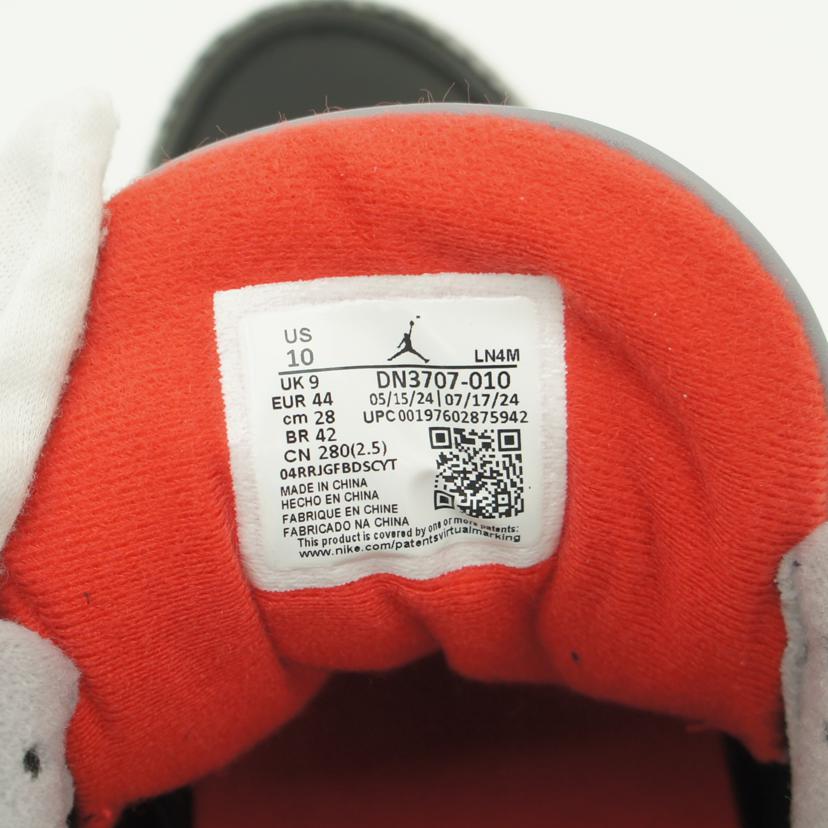 US
10
LN4M
UK 9
DN3707-010
EUR 44
05/15/24 | 07/17/24
cm 28
UPC 00197602875942
BR 42
CN 280(2.5)
04RRJGFBDSCYT
MADE IN CHINA
HECHO EN CHINA
FABRIQUE EN CHINE
FABRICADO NA CHINA
This product is covered by one or more patents:
www.nike.com/patentsvirtualmarking